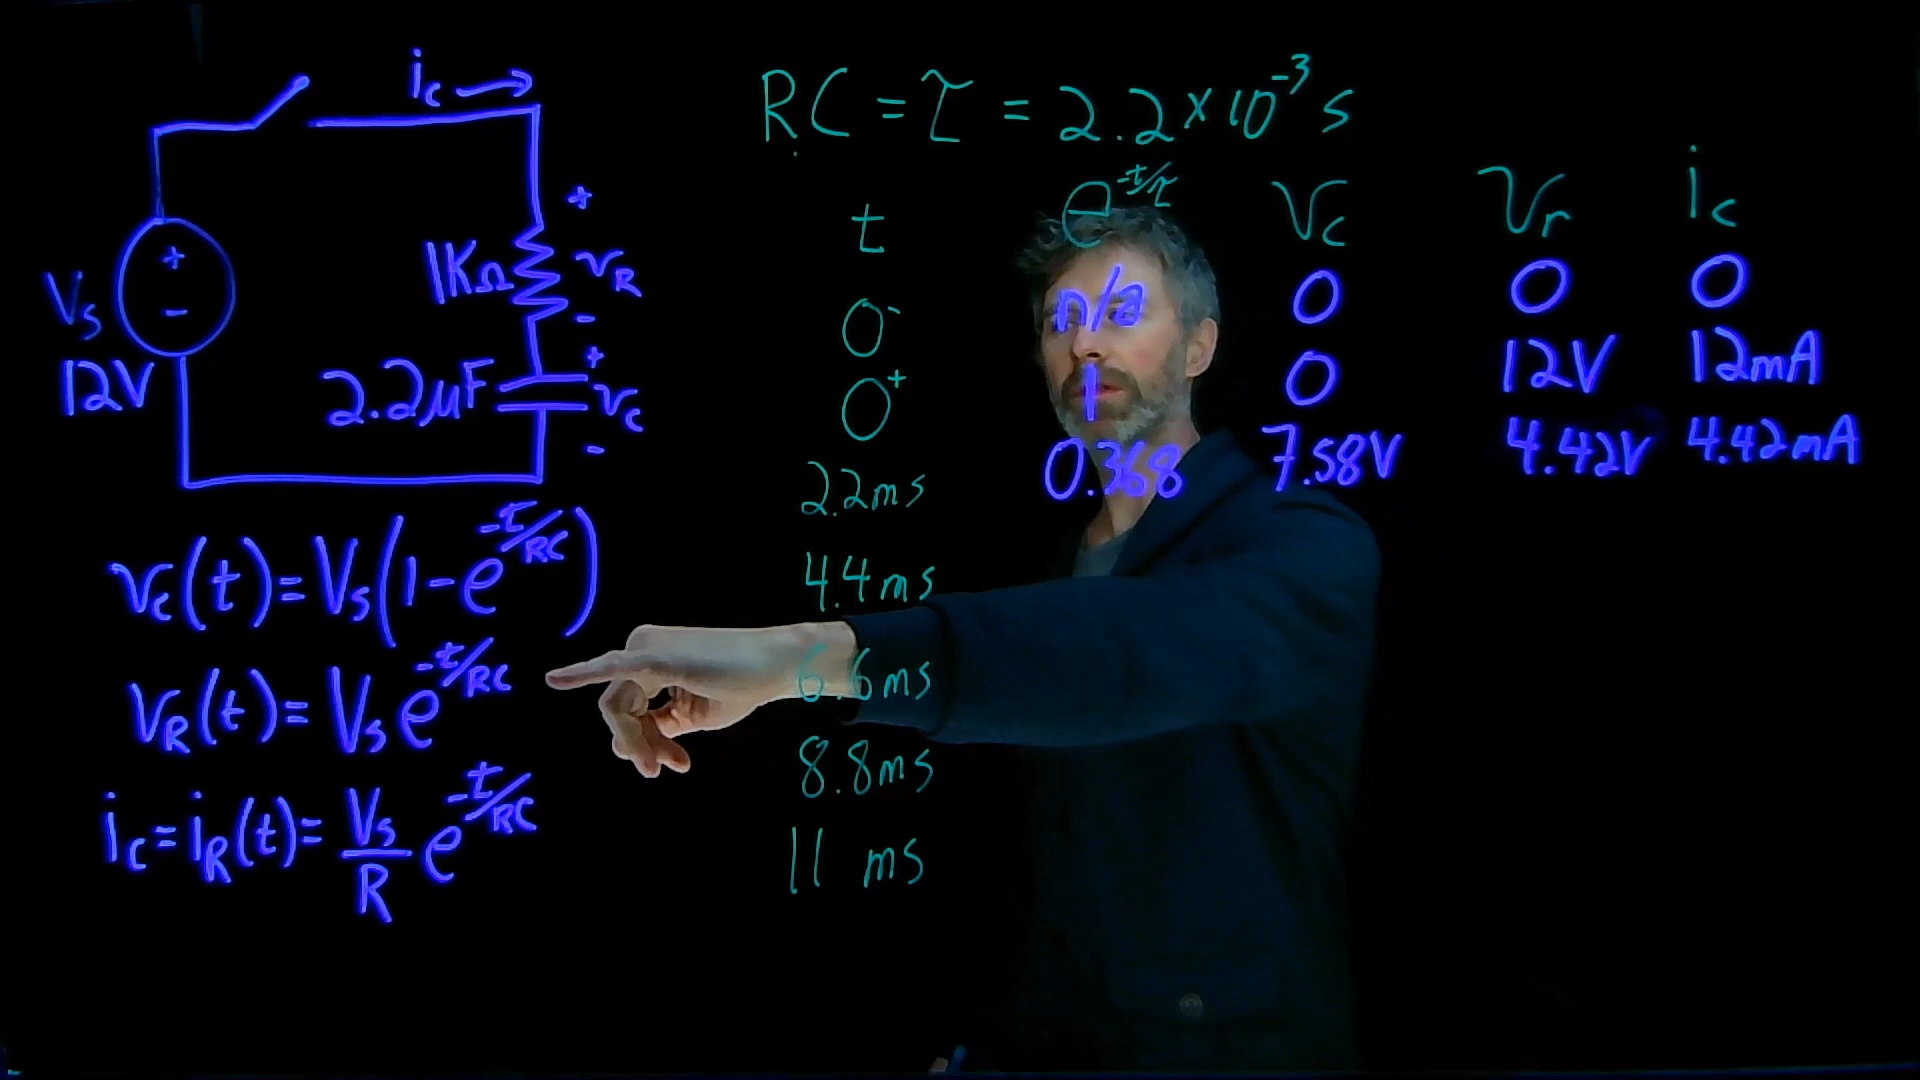 i_c →
+
1KΩ v_R
-
V_s + -
12V
2.2μF + v_c -
v_c(t) = V_s(1 - e^{-t/RC})
v_R(t) = V_s e^{-t/RC}
i_c = i_R(t) = V_s/R e^{-t/RC}
RC = τ = 2.2×10^{-3} s
t e^{-t/τ} v_c v_r i_c
0^- n/a 0 0 0
0^+ 1 0 12V 12mA
2.2ms 0.368 7.58V 4.42V 4.42mA
4.4ms
6.6ms
8.8ms
11 ms